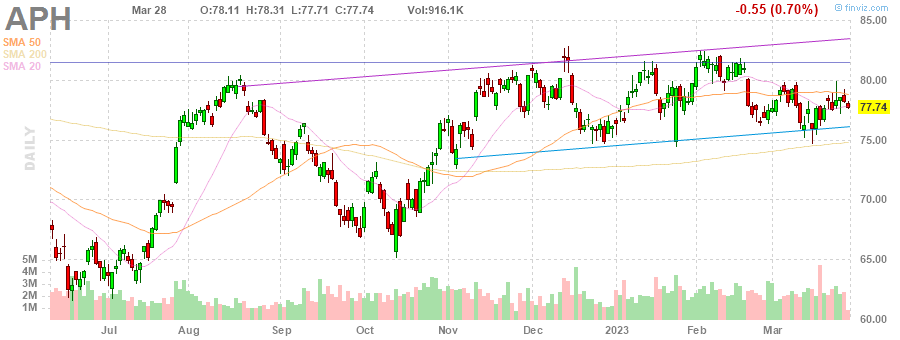 © finviz.com
APH
Mar 28 O:78.11 H:78.31 L:77.71 C:77.74 Vol:916.1K -0.55 (0.70%)
SMA 50
SMA 200
SMA 20
DAILY
85.00
80.00
77.74
75.00
70.00
65.00
60.00
5M
4M
3M
2M
1M
Jul Aug Sep Oct Nov Dec 2023 Feb Mar